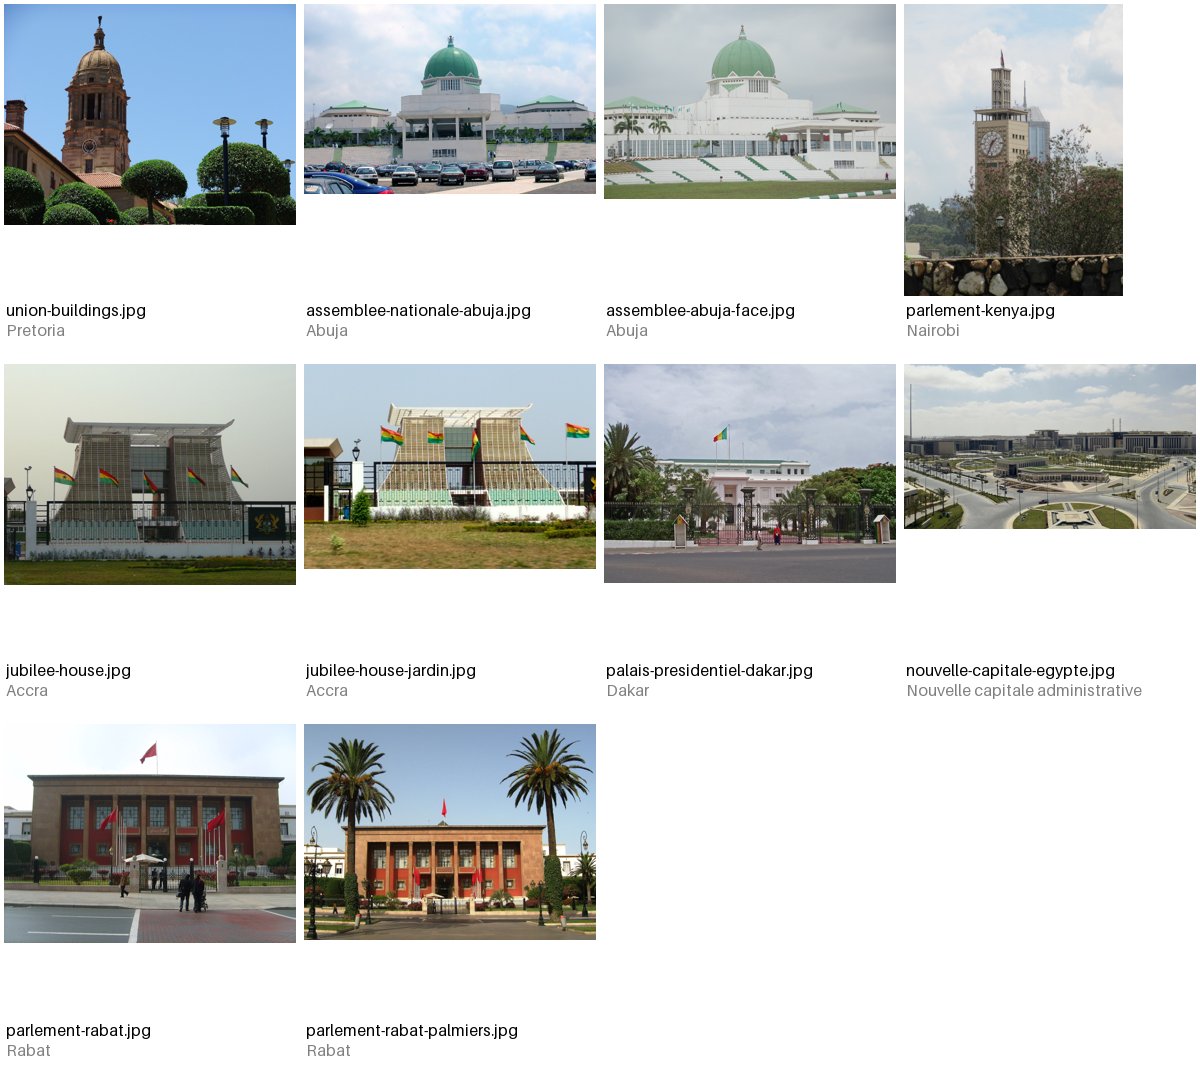 union-buildings.jpg
Pretoria
assemblee-nationale-abuja.jpg
Abuja
assemblee-abuja-face.jpg
Abuja
parlement-kenya.jpg
Nairobi
jubilee-house.jpg
Accra
jubilee-house-jardin.jpg
Accra
palais-presidentiel-dakar.jpg
Dakar
nouvelle-capitale-egypte.jpg
Nouvelle capitale administrative
parlement-rabat.jpg
Rabat
parlement-rabat-palmiers.jpg
Rabat